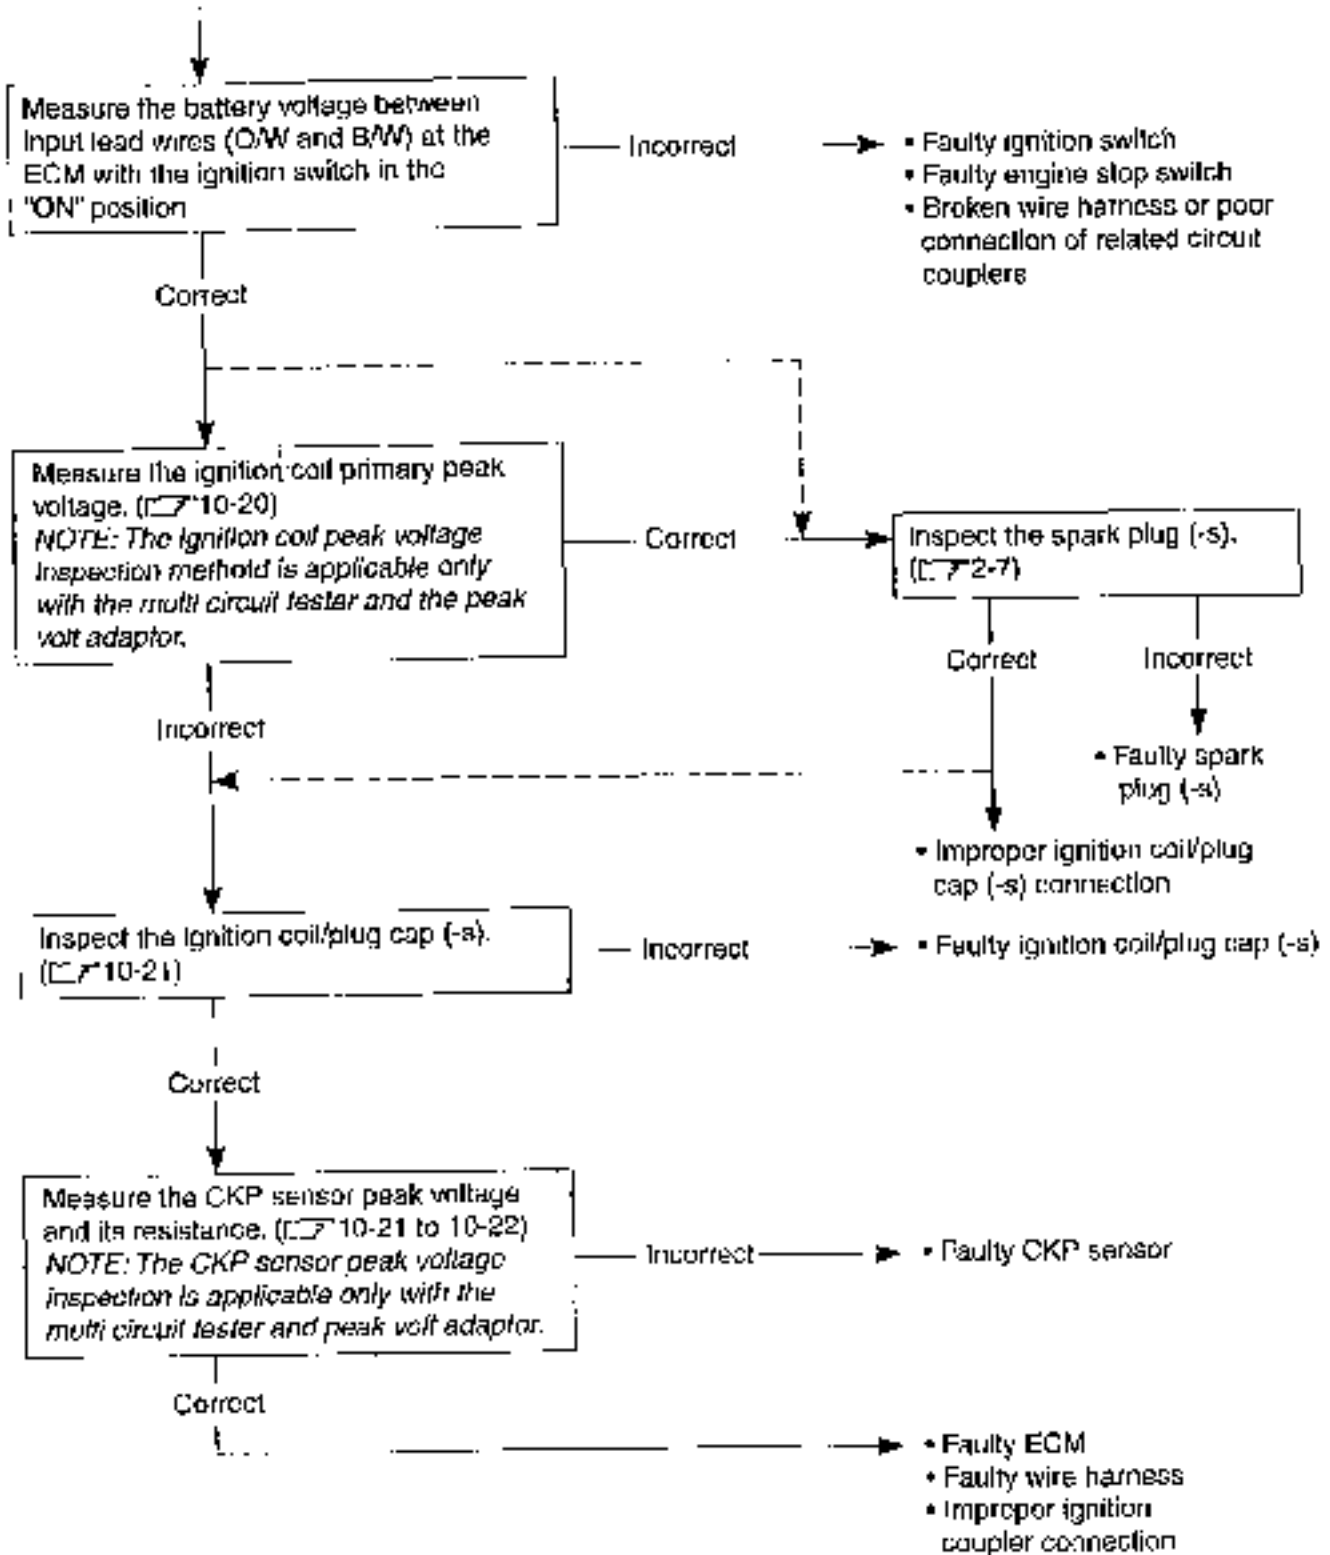 Measure the battery voltage between
Input lead wires (O/W and B/W) at the
ECM with the ignition switch in the
"ON" position
Incorrect
• Faulty ignition switch
• Faulty engine stop switch
• Broken wire harness or poor
connection of related circuit
couplers
Correct
Measure the ignition coil primary peak
voltage. (☞ 10-20)
NOTE: The ignition coil peak voltage
inspection methold is applicable only
with the multi circuit tester and the peak
volt adaptor.
Correct
Inspect the spark plug (-s).
(☞ 2-7)
Correct
Incorrect
Incorrect
• Faulty spark
plug (-s)
• Improper ignition coil/plug
cap (-s) connection
Inspect the ignition coil/plug cap (-s).
(☞ 10-21)
Incorrect
• Faulty ignition coil/plug cap (-s)
Correct
Measure the CKP sensor peak voltage
and its resistance. (☞ 10-21 to 10-22)
NOTE: The CKP sensor peak voltage
inspection is applicable only with the
multi circuit tester and peak volt adaptor.
Incorrect
• Faulty CKP sensor
Correct
• Faulty ECM
• Faulty wire harness
• Improper ignition
coupler connection